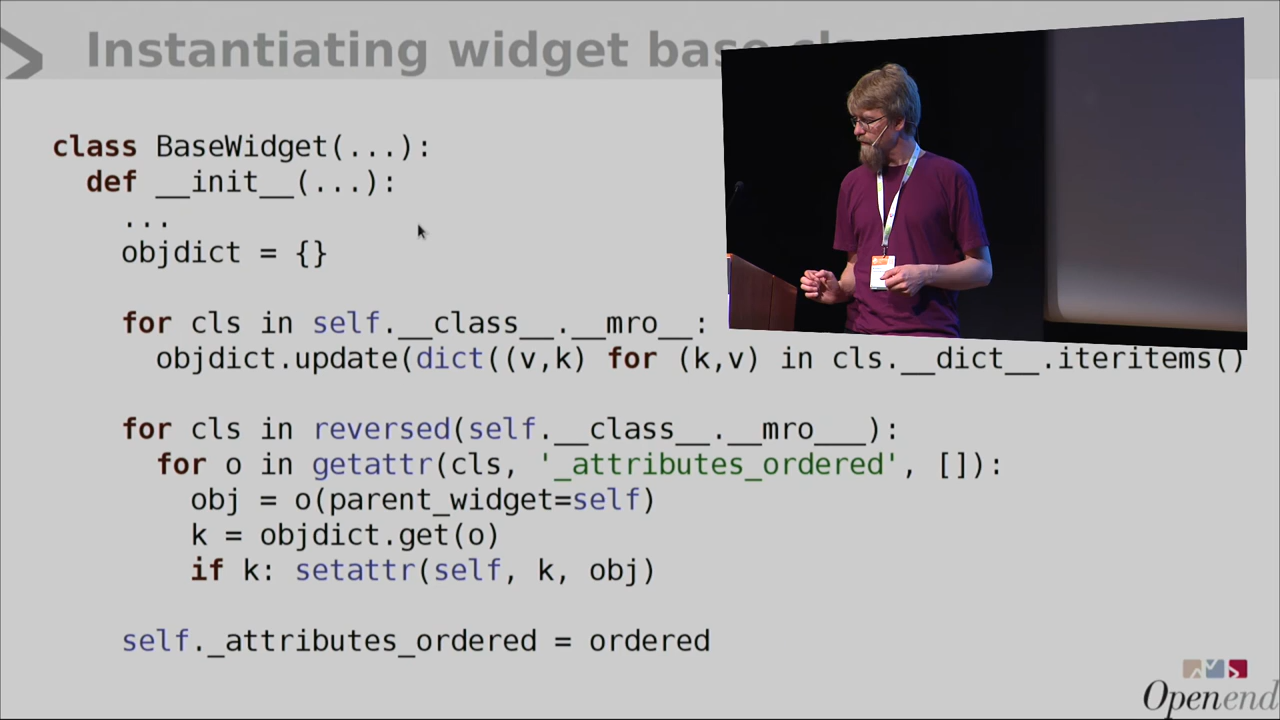 Instantiating widget base
class BaseWidget(...):
def __init__(...):
...
objdict = {}
for cls in self.__class__.__mro__:
objdict.update(dict((v,k) for (k,v) in cls.__dict__.iteritems()
for cls in reversed(self.__class__.__mro___):
for o in getattr(cls, '_attributes_ordered', []):
obj = o(parent_widget=self)
k = objdict.get(o)
if k: setattr(self, k, obj)
self._attributes_ordered = ordered
Openend